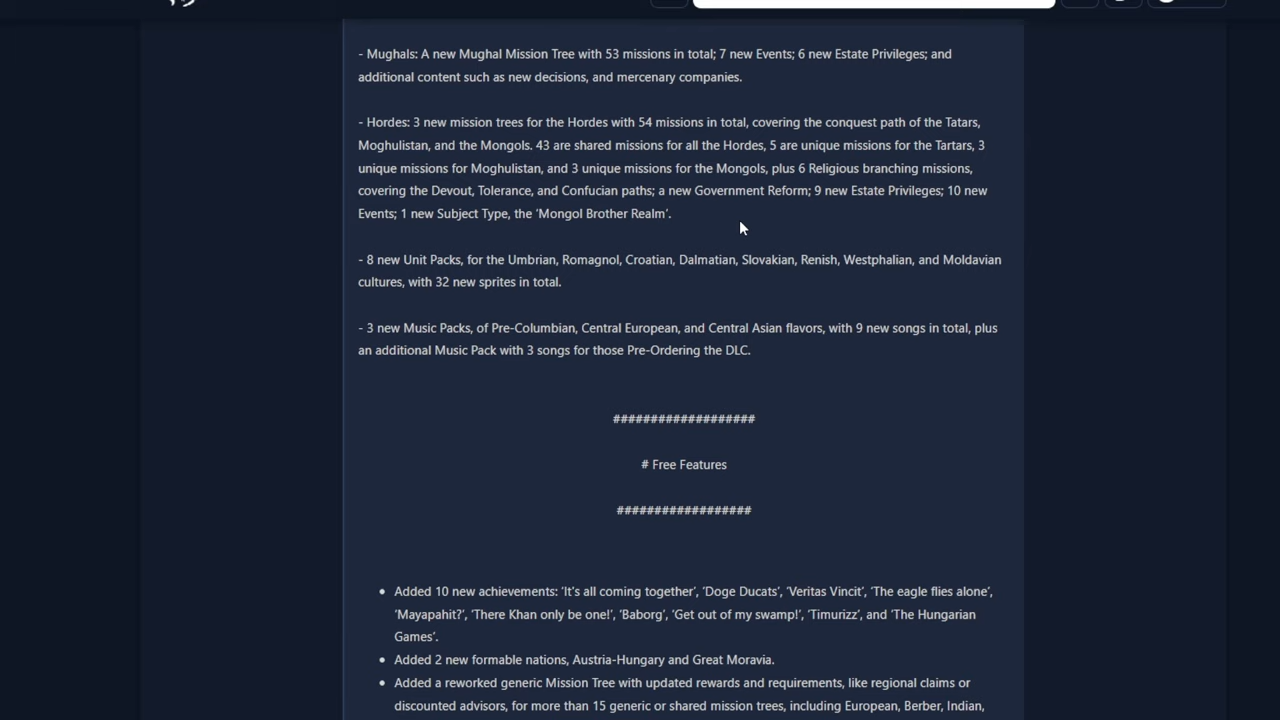 - Mughals: A new Mughal Mission Tree with 53 missions in total; 7 new Events; 6 new Estate Privileges; and
additional content such as new decisions, and mercenary companies.
- Hordes: 3 new mission trees for the Hordes with 54 missions in total, covering the conquest path of the Tatars,
Moghulistan, and the Mongols. 43 are shared missions for all the Hordes, 5 are unique missions for the Tartars, 3
unique missions for Moghulistan, and 3 unique missions for the Mongols, plus 6 Religious branching missions,
covering the Devout, Tolerance, and Confucian paths; a new Government Reform; 9 new Estate Privileges; 10 new
Events; 1 new Subject Type, the ‘Mongol Brother Realm’.
- 8 new Unit Packs, for the Umbrian, Romagnol, Croatian, Dalmatian, Slovakian, Renish, Westphalian, and Moldavian
cultures, with 32 new sprites in total.
- 3 new Music Packs, of Pre-Columbian, Central European, and Central Asian flavors, with 9 new songs in total, plus
an additional Music Pack with 3 songs for those Pre-Ordering the DLC.
###################
# Free Features
##################
• Added 10 new achievements: ‘It’s all coming together’, ‘Doge Ducats’, ‘Veritas Vincit’, ‘The eagle flies alone’,
‘Mayapahit?’, ‘There Khan only be one!’, ‘Baborg’, ‘Get out of my swamp!’, ‘Timurizz’, and ‘The Hungarian
Games’.
• Added 2 new formable nations, Austria-Hungary and Great Moravia.
• Added a reworked generic Mission Tree with updated rewards and requirements, like regional claims or
discounted advisors, for more than 15 generic or shared mission trees, including European, Berber, Indian,